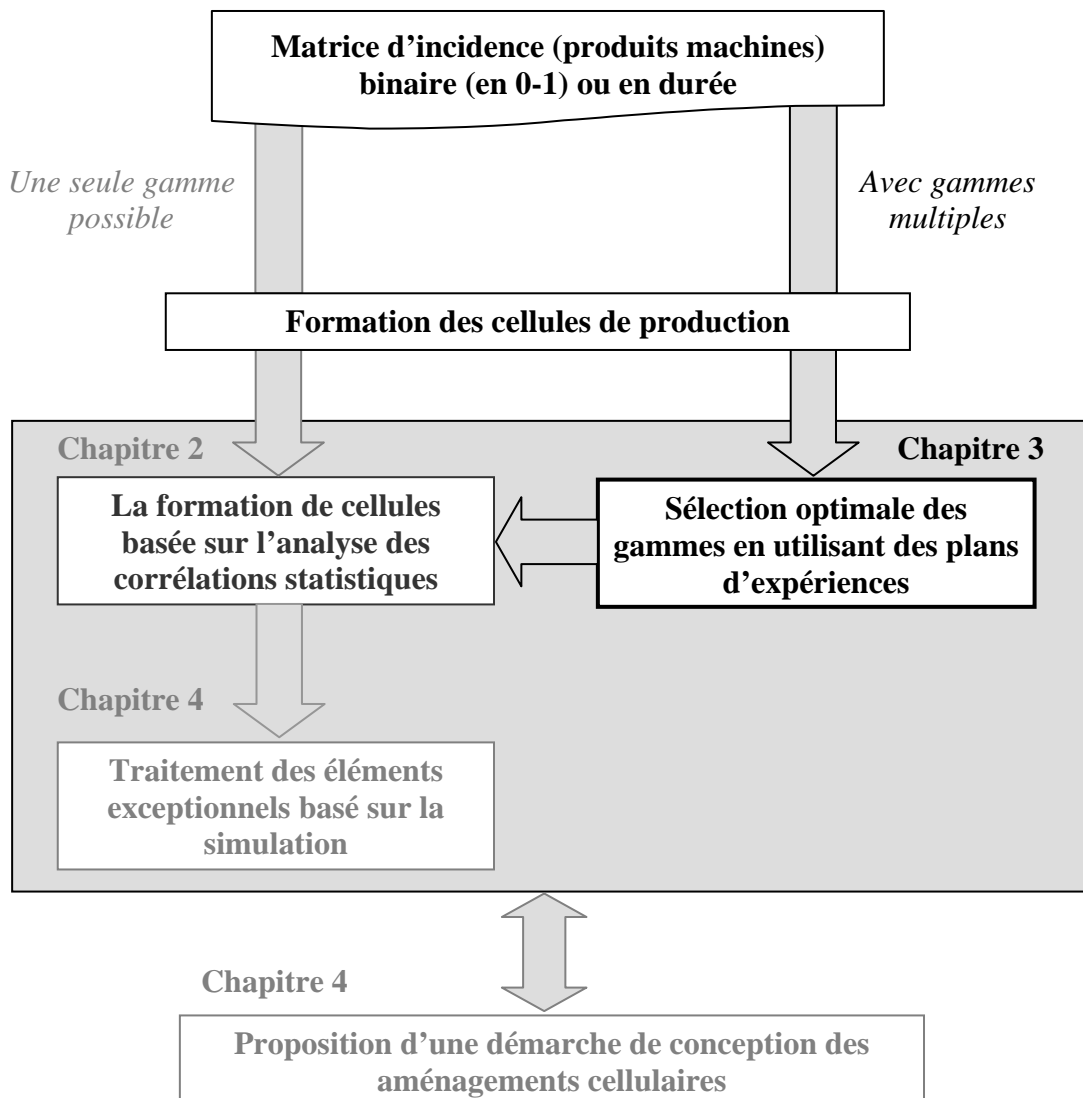 Matrice d’incidence (produits machines)
binaire (en 0-1) ou en durée
Une seule gamme
possible
Avec gammes
multiples
Formation des cellules de production
Chapitre 2
Chapitre 3
La formation de cellules
basée sur l’analyse des
corrélations statistiques
Sélection optimale des
gammes en utilisant des plans
d’expériences
Chapitre 4
Traitement des éléments
exceptionnels basé sur la
simulation
Chapitre 4
Proposition d’une démarche de conception des
aménagements cellulaires